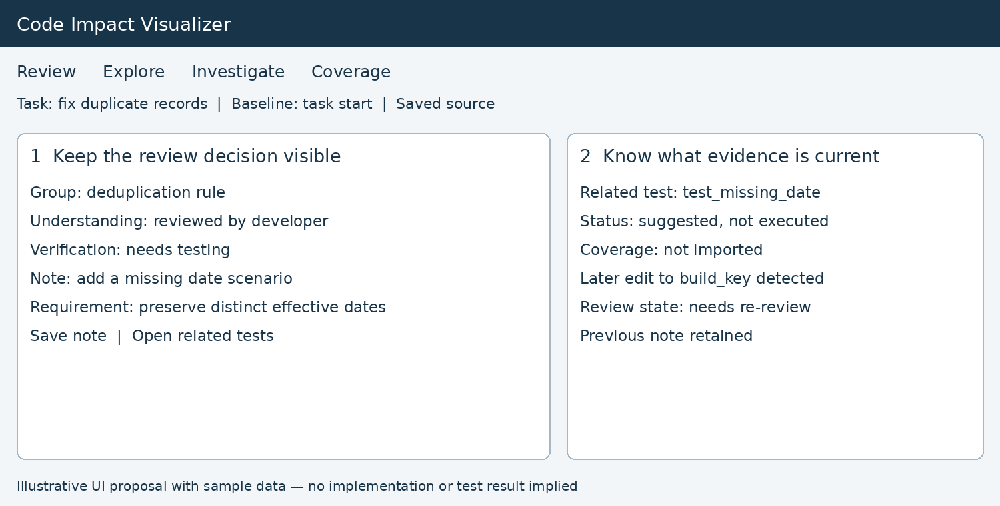 Code Impact Visualizer
Review Explore Investigate Coverage
Task: fix duplicate records | Baseline: task start | Saved source
1 Keep the review decision visible
Group: deduplication rule
Understanding: reviewed by developer
Verification: needs testing
Note: add a missing date scenario
Requirement: preserve distinct effective dates
Save note | Open related tests
2 Know what evidence is current
Related test: test_missing_date
Status: suggested, not executed
Coverage: not imported
Later edit to build_key detected
Review state: needs re-review
Previous note retained
Illustrative UI proposal with sample data — no implementation or test result implied